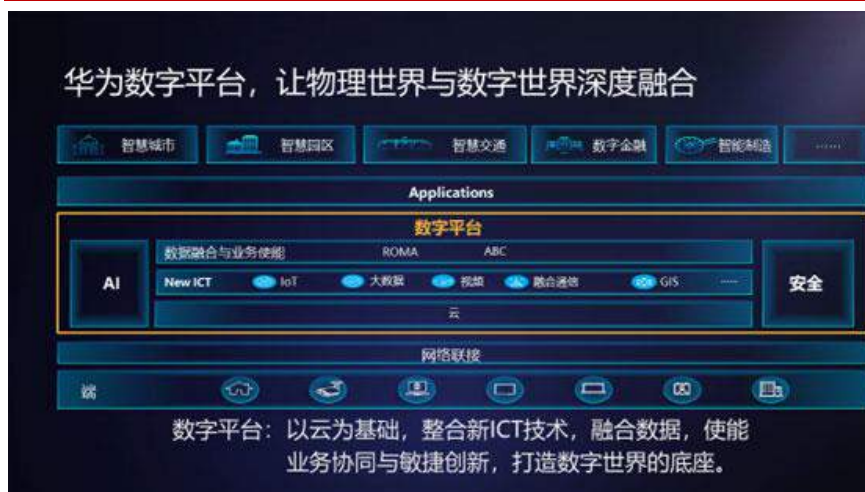 华为数字平台，让物理世界与数字世界深度融合
智慧城市 智慧园区 智慧交通 数字金融 智能制造 ......
Applications
数字平台
AI
数据融合与业务使能 ROMA ABC
New ICT IoT 大数据 视频 融合通信 GIS ......
云
安全
网络联接
端
数字平台：以云为基础，整合新ICT技术，融合数据，使能
业务协同与敏捷创新，打造数字世界的底座。